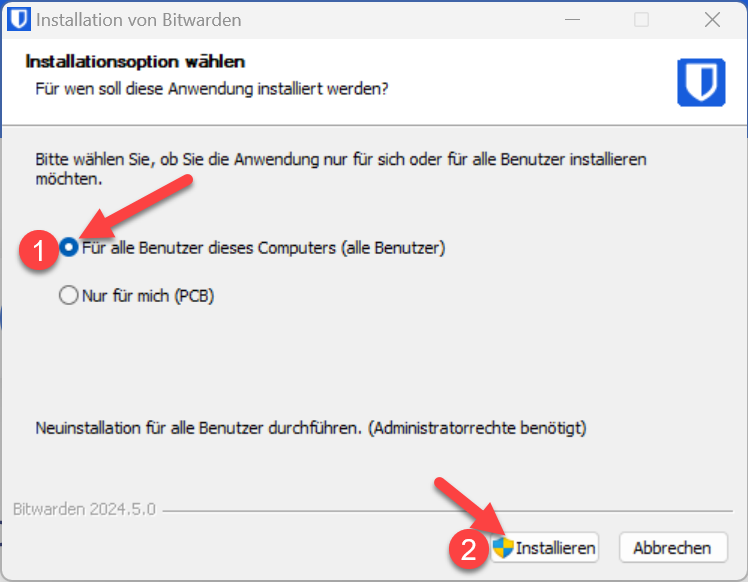 Installation von Bitwarden
Installationsoption wählen
Für wen soll diese Anwendung installiert werden?
Bitte wählen Sie, ob Sie die Anwendung nur für sich oder für alle Benutzer installieren
möchten.
1
Für alle Benutzer dieses Computers (alle Benutzer)
Nur für mich (PCB)
Neuinstallation für alle Benutzer durchführen. (Administratorrechte benötigt)
Bitwarden 2024.5.0
2 Installieren Abbrechen